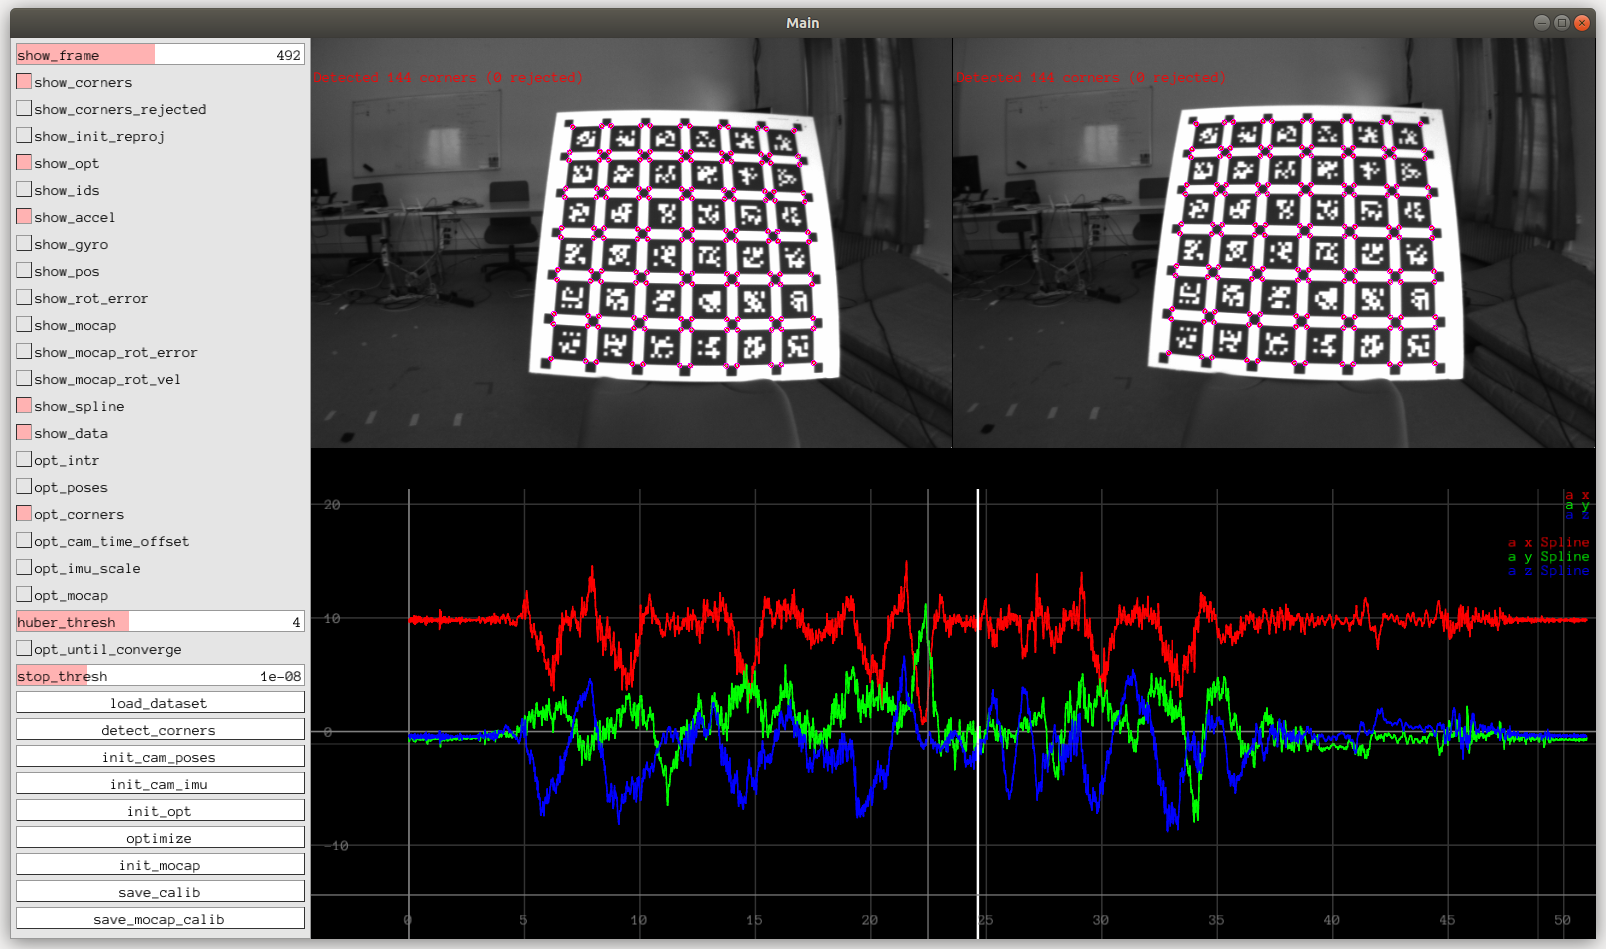 Main
show_frame 492
show_corners
show_corners_rejected
show_init_reproj
show_opt
show_ids
show_accel
show_gyro
show_pos
show_rot_error
show_mocap
show_mocap_rot_error
show_mocap_rot_vel
show_spline
show_data
opt_intr
opt_poses
opt_corners
opt_cam_time_offset
opt_imu_scale
opt_mocap
huber_thresh 4
opt_until_converge
stop_thresh 1e-08
load_dataset
detect_corners
init_cam_poses
init_cam_imu
init_opt
optimize
init_mocap
save_calib
save_mocap_calib
Detected 144 corners (0 rejected)
Detected 144 corners (0 rejected)
20
10
0
-10
a x
a y
a z
a x Spline
a y Spline
a z Spline
0 5 10 15 20 25 30 35 40 45 50